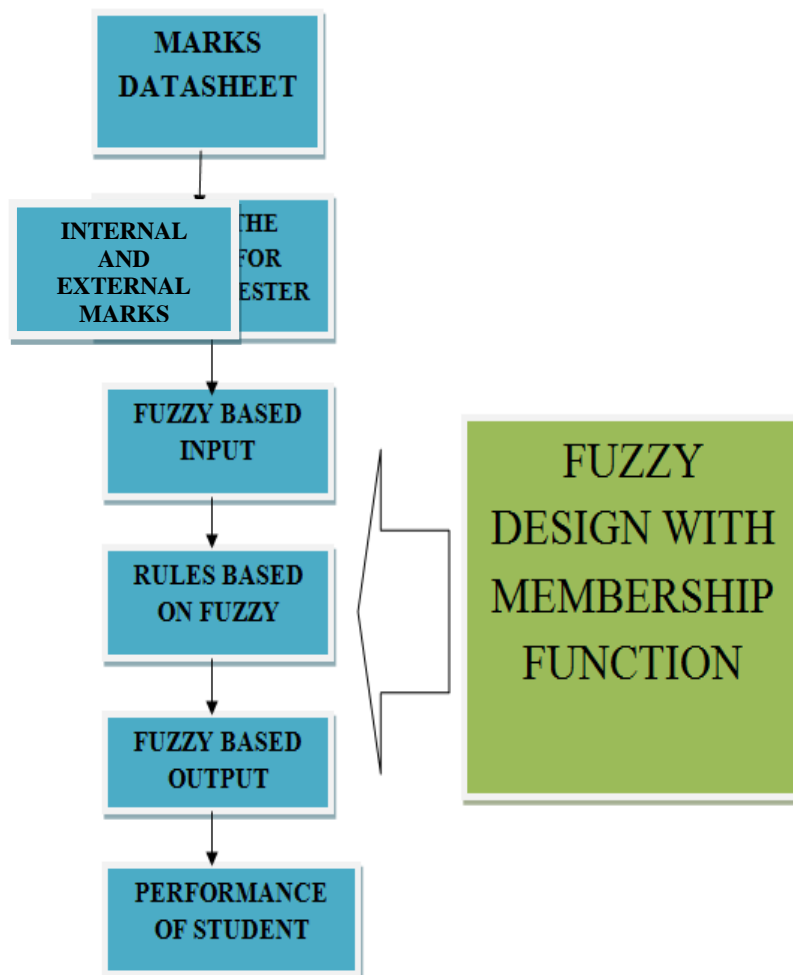 MARKS
DATASHEET
INTERNAL
AND
EXTERNAL
MARKS
THE
FOR
ESTER
FUZZY BASED
INPUT
RULES BASED
ON FUZZY
FUZZY BASED
OUTPUT
PERFORMANCE
OF STUDENT
FUZZY
DESIGN WITH
MEMBERSHIP
FUNCTION